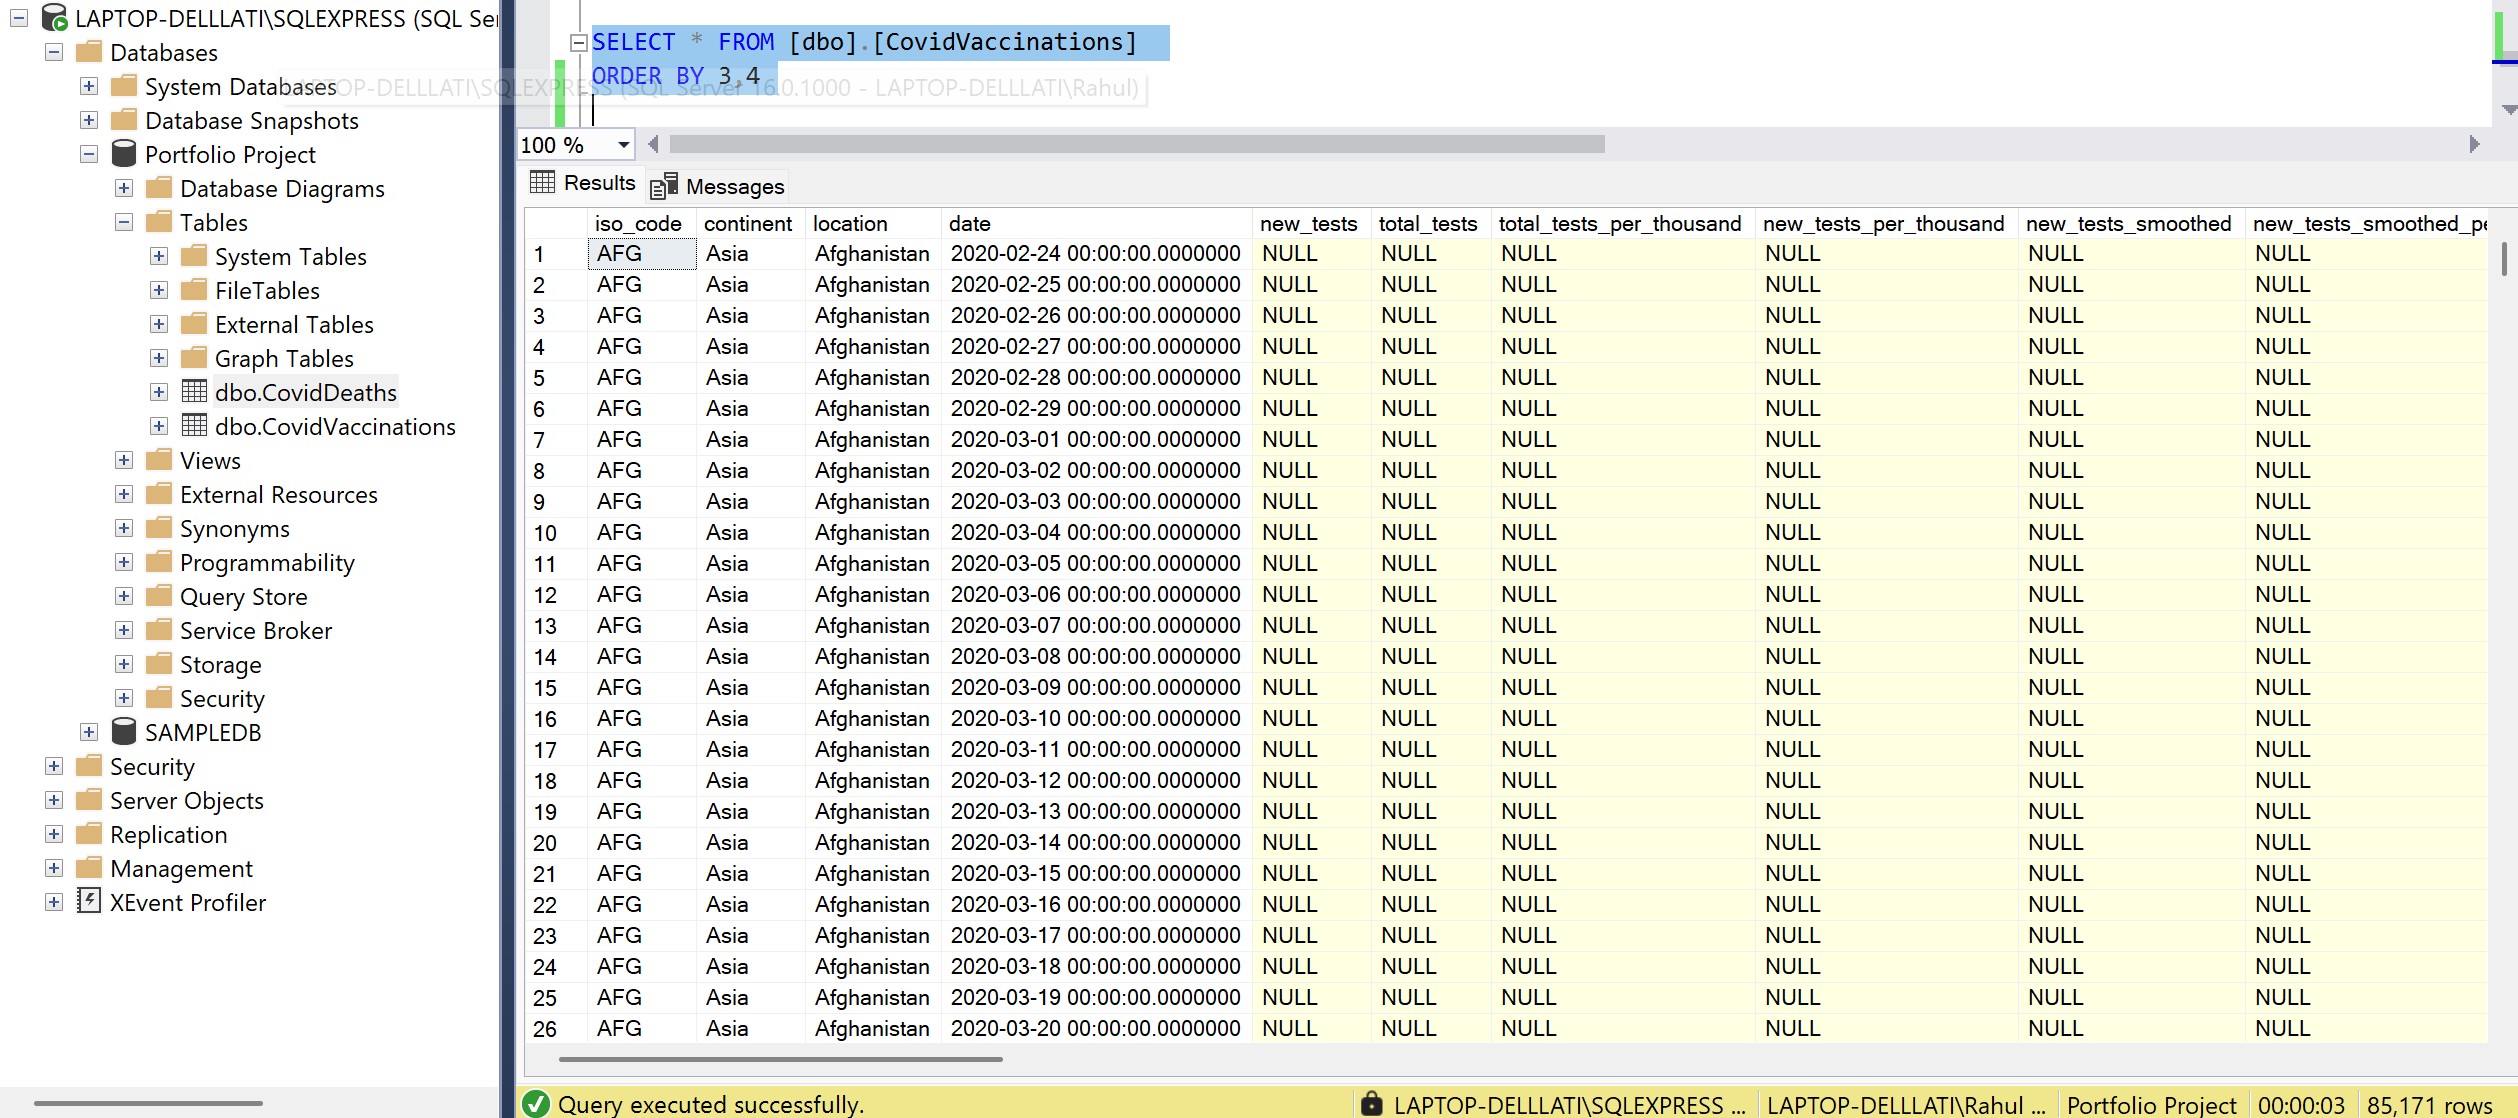 LAPTOP-DELLLATI\SQLEXPRESS (SQL Ser
Databases
System Databases
Database Snapshots
Portfolio Project
Database Diagrams
Tables
System Tables
FileTables
External Tables
Graph Tables
dbo.CovidDeaths
dbo.CovidVaccinations
Views
External Resources
Synonyms
Programmability
Query Store
Service Broker
Storage
Security
SAMPLEDB
Security
Server Objects
Replication
Management
XEvent Profiler
SELECT * FROM [dbo].[CovidVaccinations]
ORDER BY 3,4
LAPTOP-DELLLATI\SQLEXPRESS (SQL Server 16.0.1000 - LAPTOP-DELLLATI\Rahul)
100 %
Results Messages
iso_code continent location date new_tests total_tests total_tests_per_thousand new_tests_per_thousand new_tests_smoothed new_tests_smoothed_pe
1 AFG Asia Afghanistan 2020-02-24 00:00:00.0000000 NULL NULL NULL NULL NULL NULL
2 AFG Asia Afghanistan 2020-02-25 00:00:00.0000000 NULL NULL NULL NULL NULL NULL
3 AFG Asia Afghanistan 2020-02-26 00:00:00.0000000 NULL NULL NULL NULL NULL NULL
4 AFG Asia Afghanistan 2020-02-27 00:00:00.0000000 NULL NULL NULL NULL NULL NULL
5 AFG Asia Afghanistan 2020-02-28 00:00:00.0000000 NULL NULL NULL NULL NULL NULL
6 AFG Asia Afghanistan 2020-02-29 00:00:00.0000000 NULL NULL NULL NULL NULL NULL
7 AFG Asia Afghanistan 2020-03-01 00:00:00.0000000 NULL NULL NULL NULL NULL NULL
8 AFG Asia Afghanistan 2020-03-02 00:00:00.0000000 NULL NULL NULL NULL NULL NULL
9 AFG Asia Afghanistan 2020-03-03 00:00:00.0000000 NULL NULL NULL NULL NULL NULL
10 AFG Asia Afghanistan 2020-03-04 00:00:00.0000000 NULL NULL NULL NULL NULL NULL
11 AFG Asia Afghanistan 2020-03-05 00:00:00.0000000 NULL NULL NULL NULL NULL NULL
12 AFG Asia Afghanistan 2020-03-06 00:00:00.0000000 NULL NULL NULL NULL NULL NULL
13 AFG Asia Afghanistan 2020-03-07 00:00:00.0000000 NULL NULL NULL NULL NULL NULL
14 AFG Asia Afghanistan 2020-03-08 00:00:00.0000000 NULL NULL NULL NULL NULL NULL
15 AFG Asia Afghanistan 2020-03-09 00:00:00.0000000 NULL NULL NULL NULL NULL NULL
16 AFG Asia Afghanistan 2020-03-10 00:00:00.0000000 NULL NULL NULL NULL NULL NULL
17 AFG Asia Afghanistan 2020-03-11 00:00:00.0000000 NULL NULL NULL NULL NULL NULL
18 AFG Asia Afghanistan 2020-03-12 00:00:00.0000000 NULL NULL NULL NULL NULL NULL
19 AFG Asia Afghanistan 2020-03-13 00:00:00.0000000 NULL NULL NULL NULL NULL NULL
20 AFG Asia Afghanistan 2020-03-14 00:00:00.0000000 NULL NULL NULL NULL NULL NULL
21 AFG Asia Afghanistan 2020-03-15 00:00:00.0000000 NULL NULL NULL NULL NULL NULL
22 AFG Asia Afghanistan 2020-03-16 00:00:00.0000000 NULL NULL NULL NULL NULL NULL
23 AFG Asia Afghanistan 2020-03-17 00:00:00.0000000 NULL NULL NULL NULL NULL NULL
24 AFG Asia Afghanistan 2020-03-18 00:00:00.0000000 NULL NULL NULL NULL NULL NULL
25 AFG Asia Afghanistan 2020-03-19 00:00:00.0000000 NULL NULL NULL NULL NULL NULL
26 AFG Asia Afghanistan 2020-03-20 00:00:00.0000000 NULL NULL NULL NULL NULL NULL
Query executed successfully. LAPTOP-DELLLATI\SQLEXPRESS ... LAPTOP-DELLLATI\Rahul ... Portfolio Project 00:00:03 85,171 rows